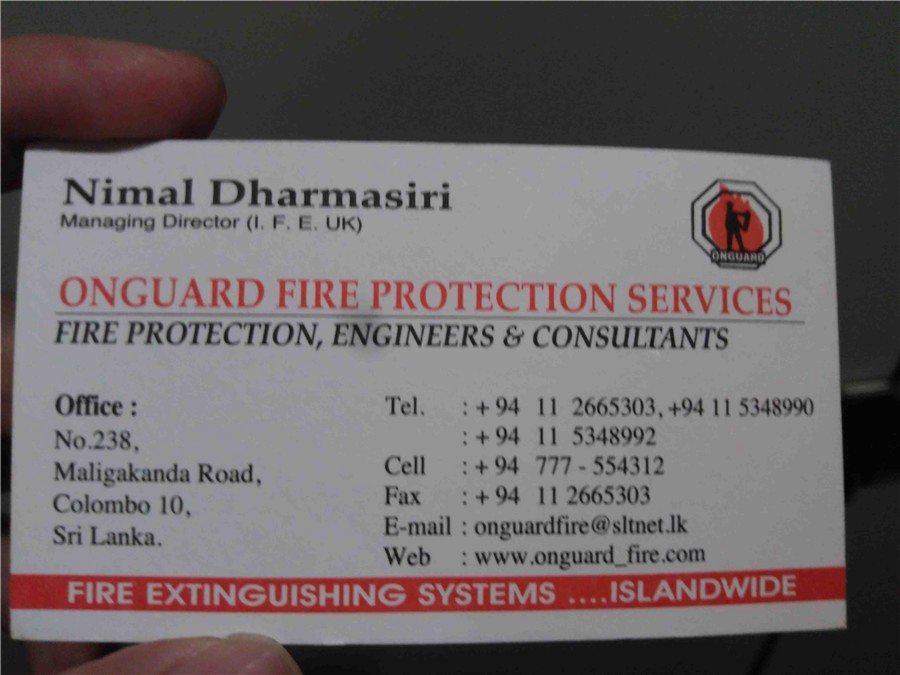 Nimal Dharmasiri
Managing Director (I. F. E. UK)
ONGUARD
ONGUARD FIRE PROTECTION SERVICES
FIRE PROTECTION, ENGINEERS & CONSULTANTS
Office :
No.238,
Maligakanda Road,
Colombo 10,
Sri Lanka.
Tel. : + 94 11 2665303, +94 11 5348990
: + 94 11 5348992
Cell : + 94 777 - 554312
Fax : + 94 11 2665303
E-mail : onguardfire@sltnet.lk
Web : www.onguard_fire.com
FIRE EXTINGUISHING SYSTEMS ....ISLANDWIDE